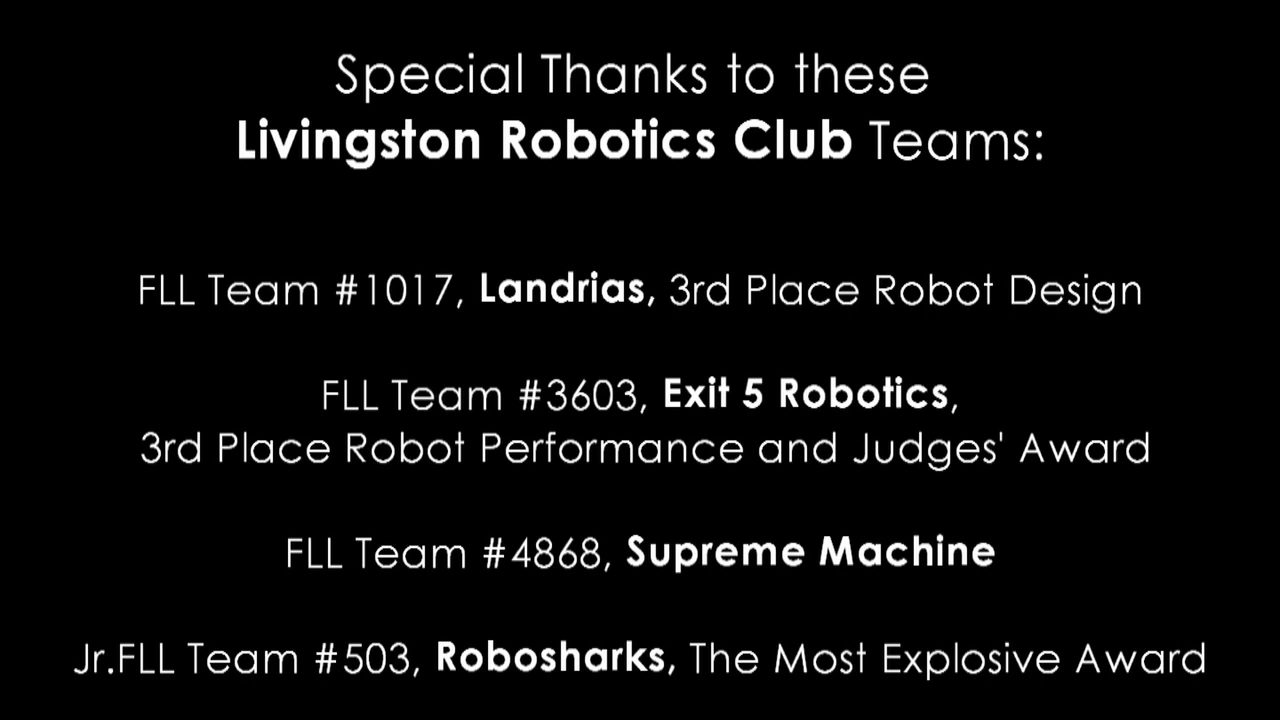 Special Thanks to these
Livingston Robotics Club Teams:
FLL Team #1017, Landrias, 3rd Place Robot Design
FLL Team #3603, Exit 5 Robotics,
3rd Place Robot Performance and Judges' Award
FLL Team #4868, Supreme Machine
Jr.FLL Team #503, Robosharks, The Most Explosive Award